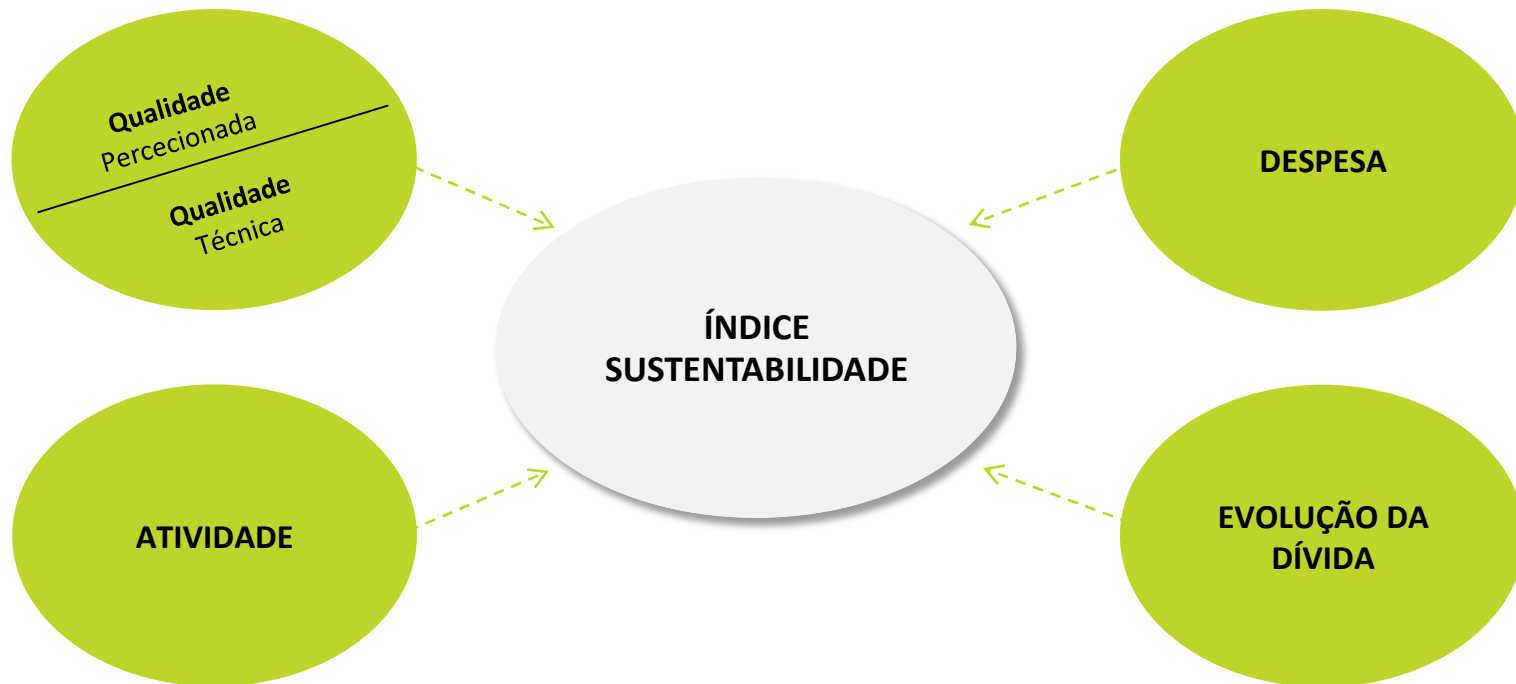 Qualidade
Percecionada
Qualidade
Técnica
DESPESA
ÍNDICE
SUSTENTABILIDADE
ATIVIDADE
EVOLUÇÃO DA
DÍVIDA